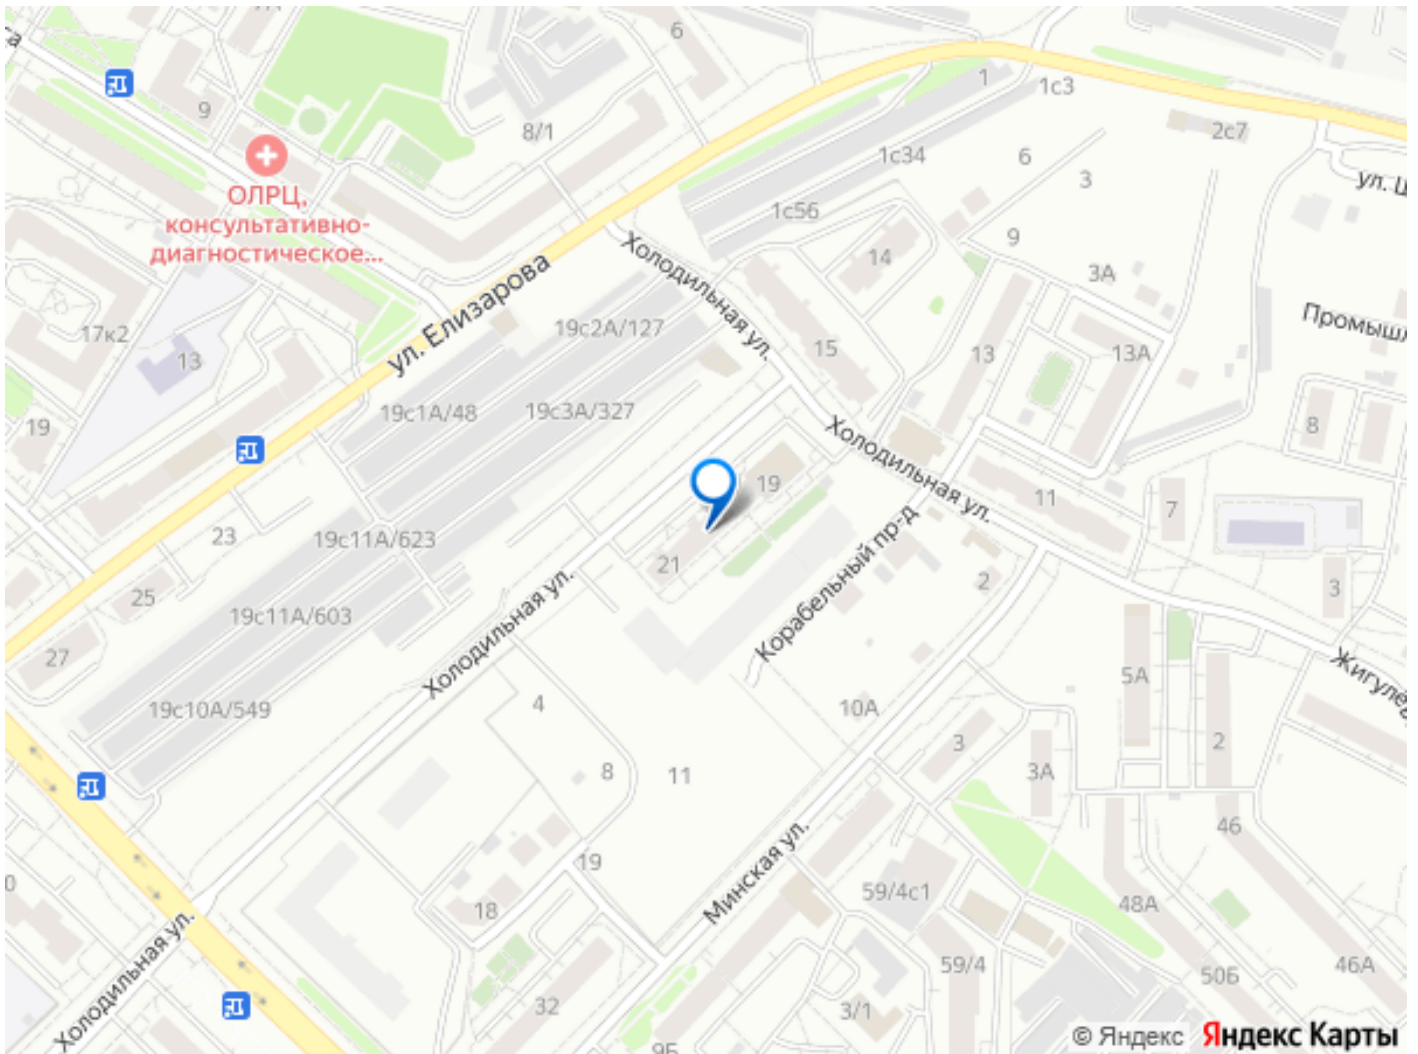 6
9
8/1
ОЛРЦ,
консультативно-
диагностическое...
1
1с3
2с7
1с34
6
3
1с56
9
14
3А
ул. Елизарова
Холодильная ул.
17к2
13
19с2А/127
15
13
13А
Промышл
19
19с1А/48
19с3А/327
8
Холодильная ул.
19
11
7
23
19с11А/623
21
Корабельный пр-д
2
3
25
19с11А/603
Холодильная ул.
27
5А
Жигулев
19с10А/549
4
10А
3
2
8
11
3А
46
19
Минская ул.
59/4с1
48А
18
Холодильная ул.
59/4
50Б
46А
32
3/1
9Б
© Яндекс Яндекс Карты